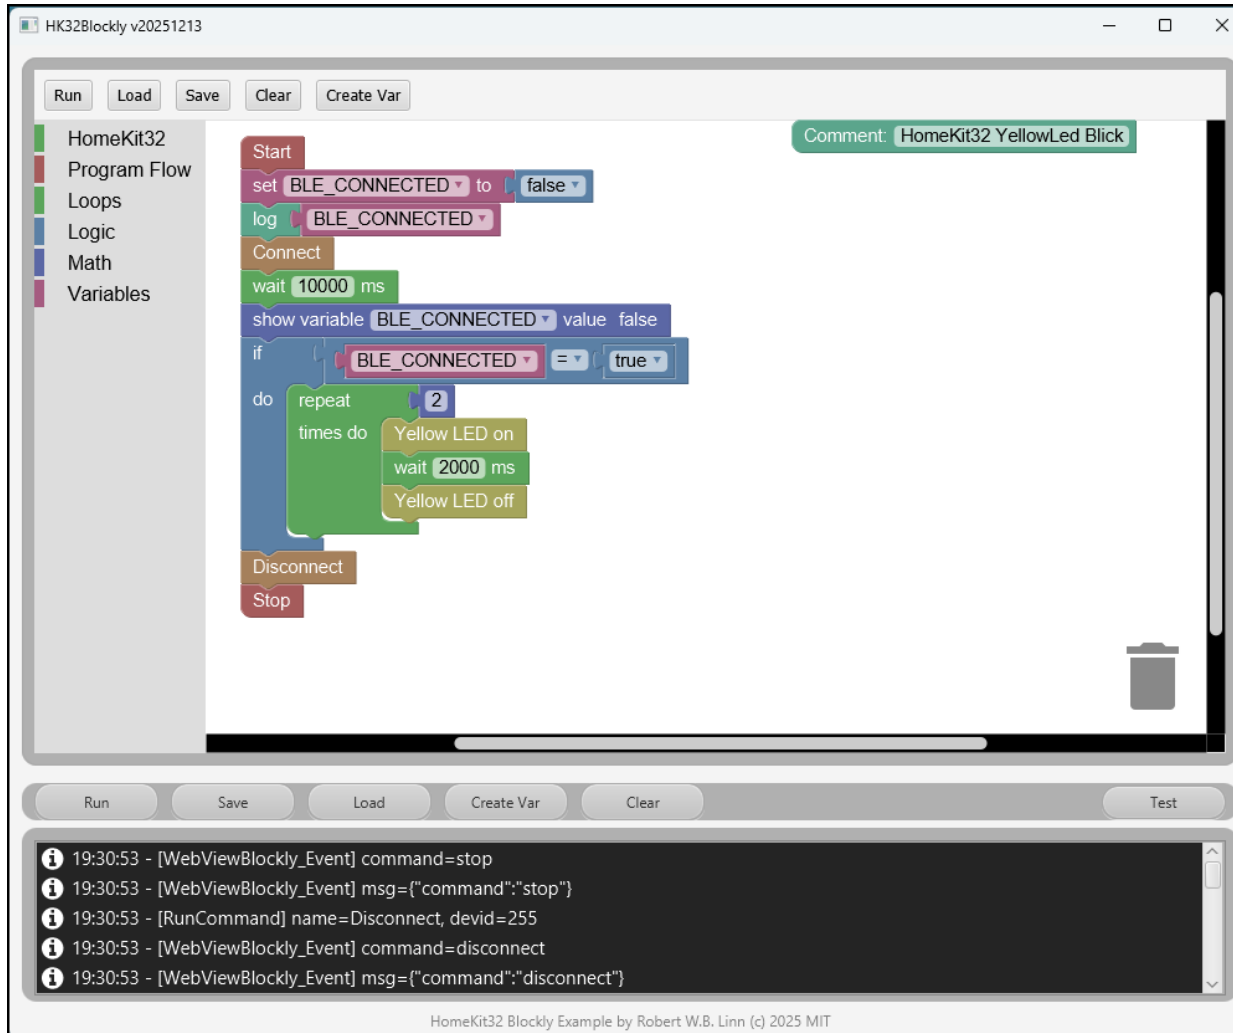 HK32Blockly v20251213
Run Load Save Clear Create Var
HomeKit32
Program Flow
Loops
Logic
Math
Variables
Comment: HomeKit32 YellowLed Blick
Start
set BLE_CONNECTED to false
log BLE_CONNECTED
Connect
wait 10000 ms
show variable BLE_CONNECTED value false
if BLE_CONNECTED = true
do repeat 2
times do Yellow LED on
wait 2000 ms
Yellow LED off
Disconnect
Stop
Run Save Load Create Var Clear Test
19:30:53 - [WebViewBlockly_Event] command=stop
19:30:53 - [WebViewBlockly_Event] msg={"command":"stop"}
19:30:53 - [RunCommand] name=Disconnect, devid=255
19:30:53 - [WebViewBlockly_Event] command=disconnect
19:30:53 - [WebViewBlockly_Event] msg={"command":"disconnect"}
HomeKit32 Blockly Example by Robert W.B. Linn (c) 2025 MIT